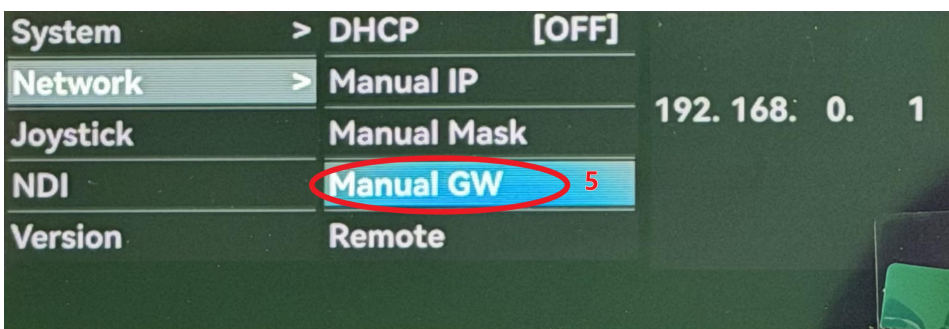 System > DHCP [OFF]
Network > Manual IP
192. 168. 0. 1
Joystick Manual Mask
NDI Manual GW 5
Version Remote